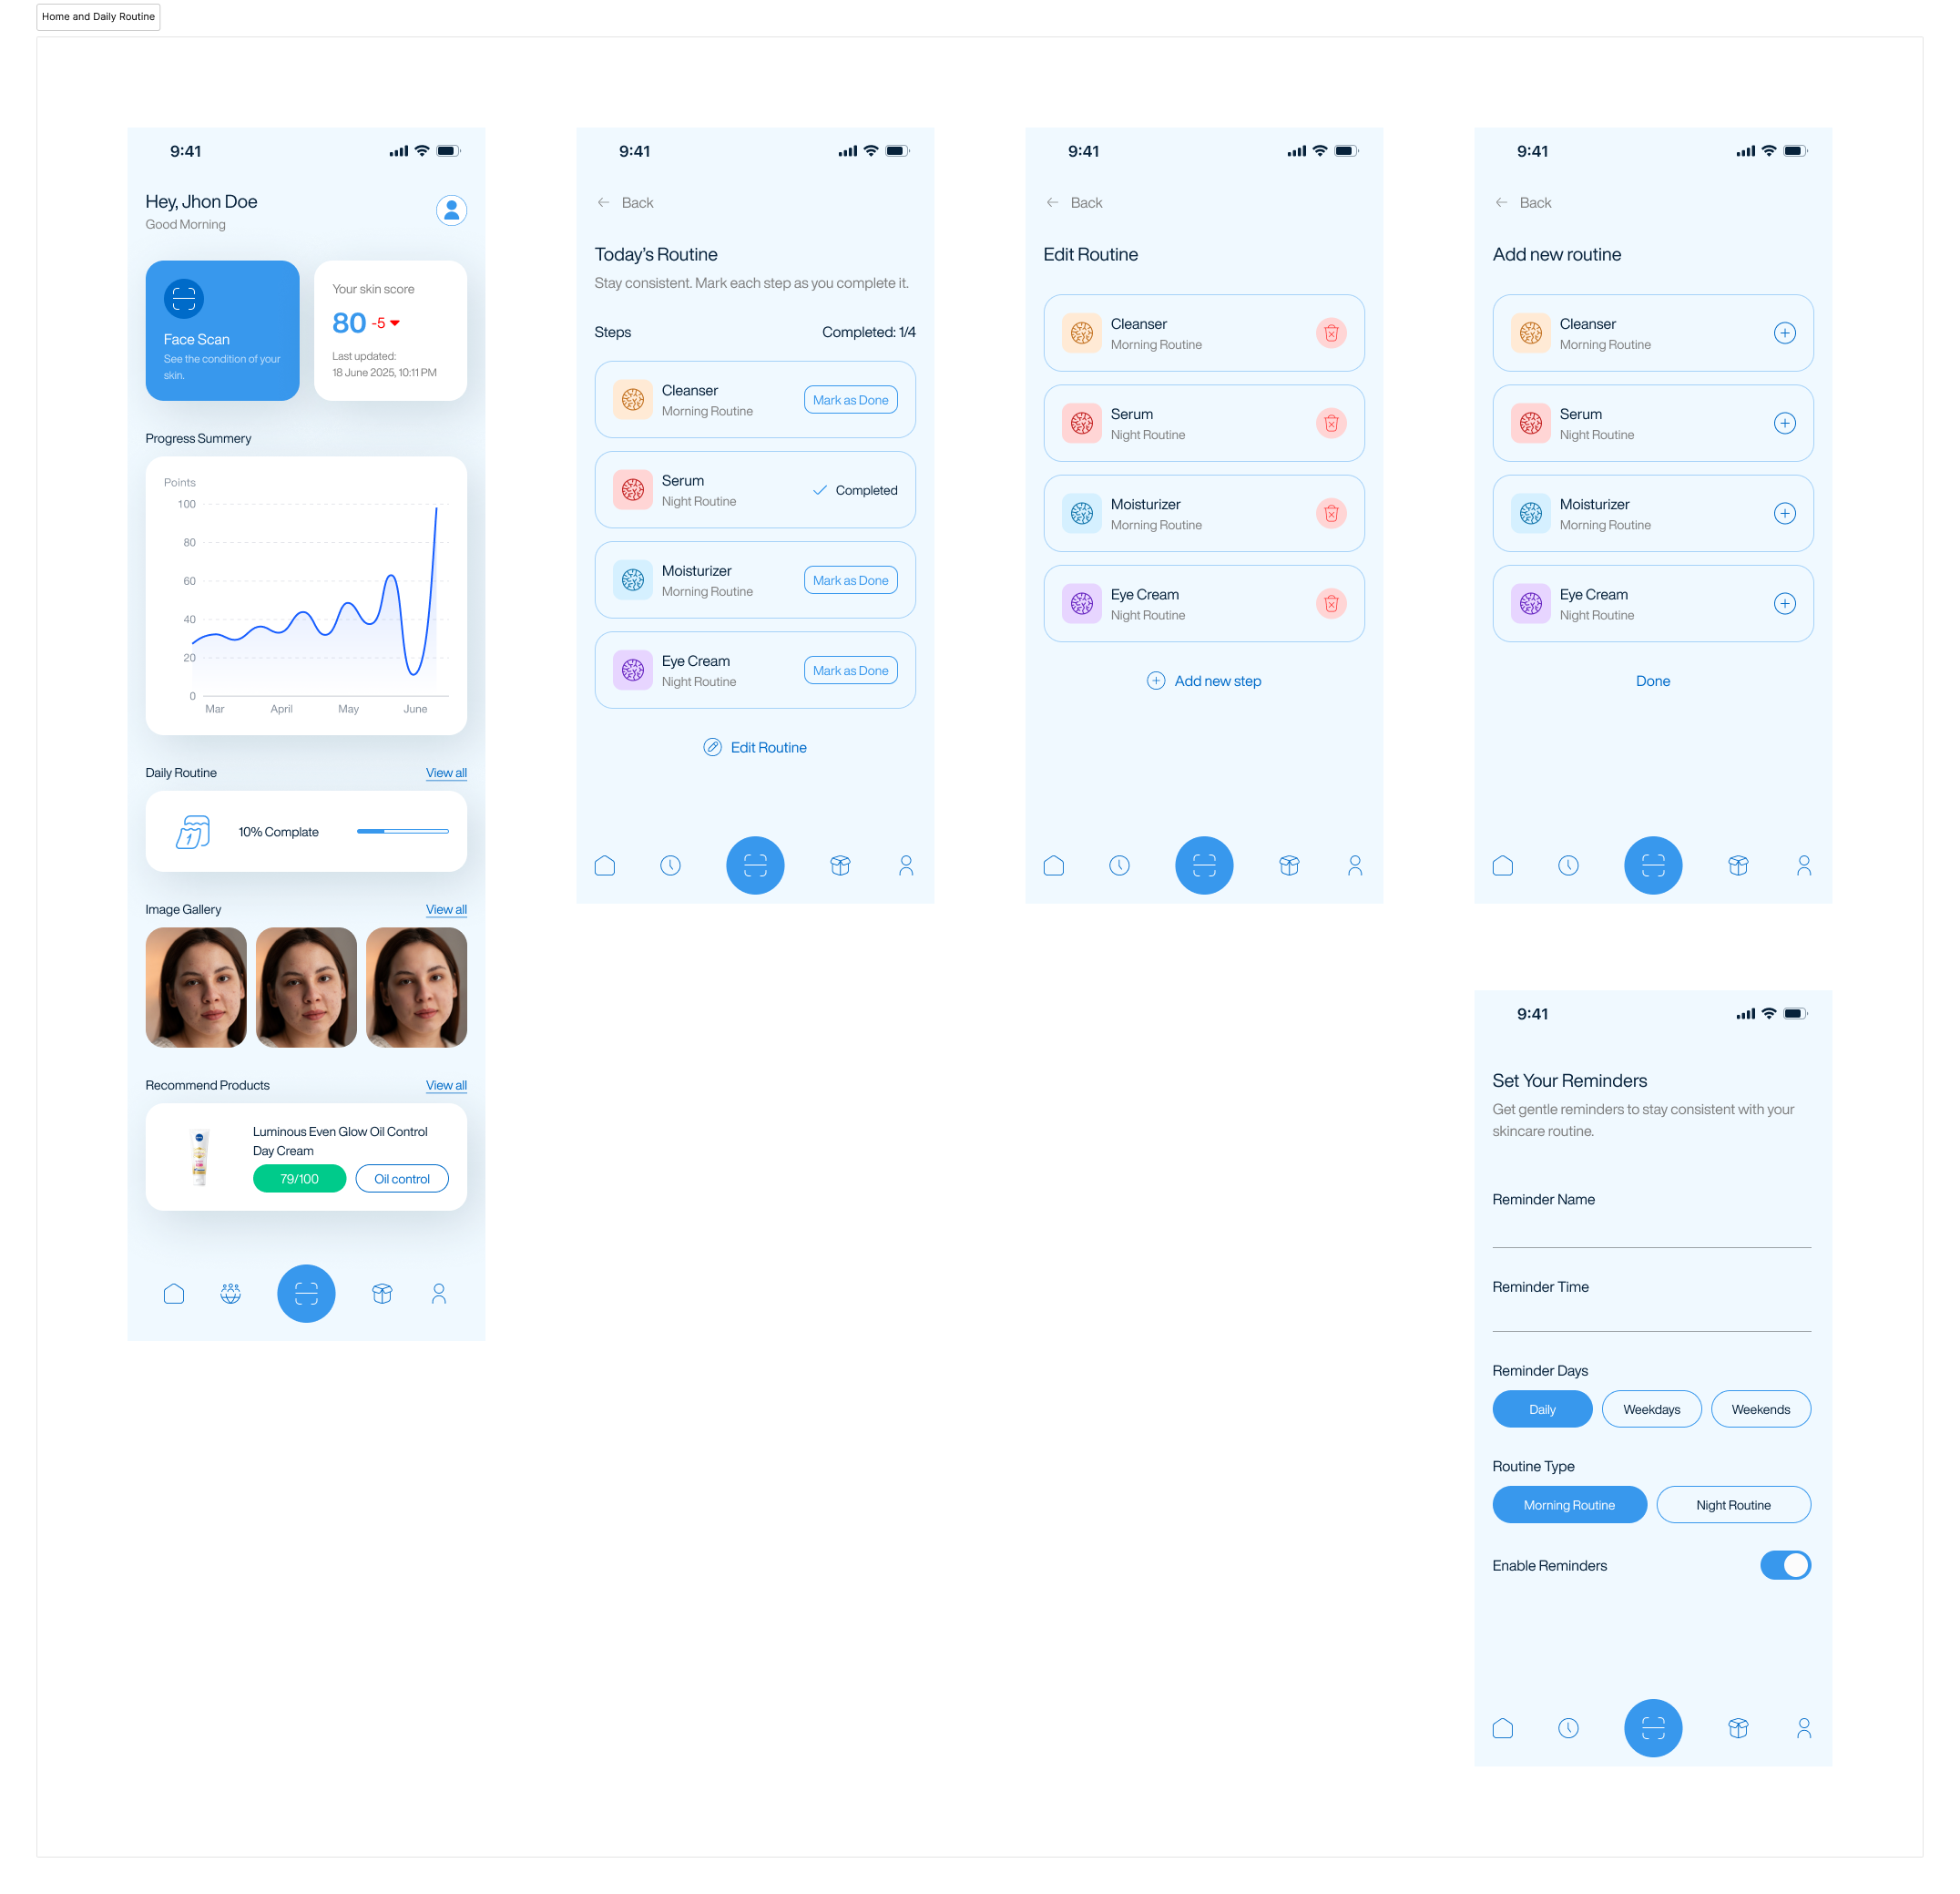 Home and Daily Routine
9:41
Hey, Jhon Doe
Good Morning
Face Scan
See the condition of your
skin.
Your skin score
80 -5
Last updated:
18 June 2025, 10:11 PM
Progress Summery
Points
100
80
60
40
20
0
Mar April May June
Daily Routine View all
1
10% Complate
Image Gallery View all
Recommend Products View all
Luminous Even Glow Oil Control
Day Cream
79/100 Oil control
9:41
Back
Today's Routine
Stay consistent. Mark each step as you complete it.
Steps Completed: 1/4
Cleanser
Morning Routine
Mark as Done
Serum
Night Routine
Completed
Moisturizer
Morning Routine
Mark as Done
Eye Cream
Night Routine
Mark as Done
Edit Routine
9:41
Back
Edit Routine
Cleanser
Morning Routine
Serum
Night Routine
Moisturizer
Morning Routine
Eye Cream
Night Routine
Add new step
9:41
Back
Add new routine
Cleanser
Morning Routine
Serum
Night Routine
Moisturizer
Morning Routine
Eye Cream
Night Routine
Done
9:41
Set Your Reminders
Get gentle reminders to stay consistent with your
skincare routine.
Reminder Name
Reminder Time
Reminder Days
Daily Weekdays Weekends
Routine Type
Morning Routine Night Routine
Enable Reminders